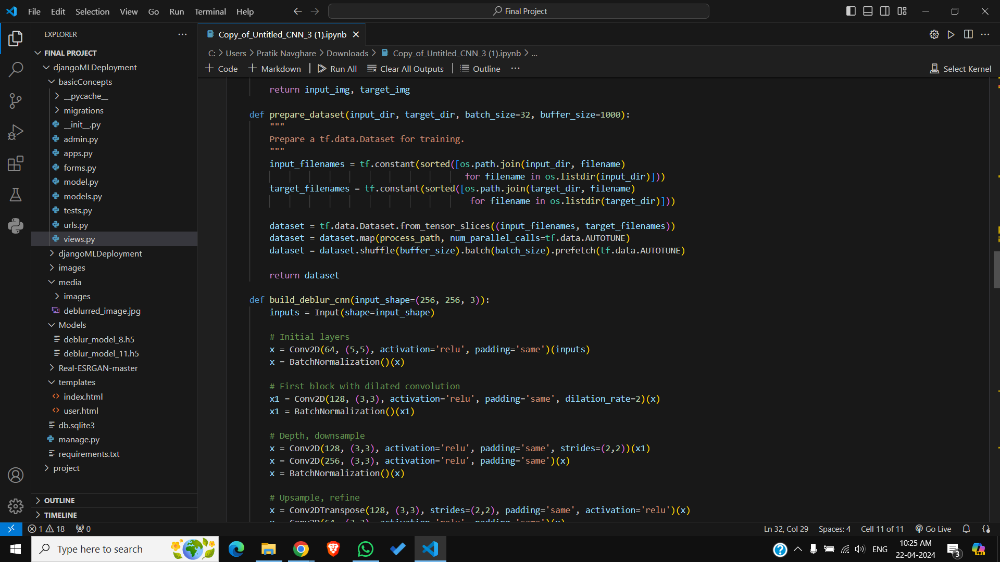 File Edit Selection View Go Run Terminal Help
Final Project
EXPLORER
FINAL PROJECT
djangoMLDeployment
basicConcepts
__pycache__
migrations
__init__.py
admin.py
apps.py
forms.py
model.py
models.py
tests.py
urls.py
views.py
djangoMLDeployment
images
media
images
deblurred_image.jpg
Models
deblur_model_8.h5
deblur_model_11.h5
Real-ESRGAN-master
templates
index.html
user.html
db.sqlite3
manage.py
requirements.txt
project
OUTLINE
TIMELINE
Copy_of_Untitled_CNN_3 (1).ipynb
C: > Users > Pratik Navghare > Downloads > Copy_of_Untitled_CNN_3 (1).ipynb > ...
+ Code + Markdown | Run All Clear All Outputs | Outline ...
Select Kernel
return input_img, target_img
def prepare_dataset(input_dir, target_dir, batch_size=32, buffer_size=1000):
"""
Prepare a tf.data.Dataset for training.
"""
input_filenames = tf.constant(sorted([os.path.join(input_dir, filename)
for filename in os.listdir(input_dir)]))
target_filenames = tf.constant(sorted([os.path.join(target_dir, filename)
for filename in os.listdir(target_dir)]))
dataset = tf.data.Dataset.from_tensor_slices((input_filenames, target_filenames))
dataset = dataset.map(process_path, num_parallel_calls=tf.data.AUTOTUNE)
dataset = dataset.shuffle(buffer_size).batch(batch_size).prefetch(tf.data.AUTOTUNE)
return dataset
def build_deblur_cnn(input_shape=(256, 256, 3)):
inputs = Input(shape=input_shape)
# Initial layers
x = Conv2D(64, (5,5), activation='relu', padding='same')(inputs)
x = BatchNormalization()(x)
# First block with dilated convolution
x1 = Conv2D(128, (3,3), activation='relu', padding='same', dilation_rate=2)(x)
x1 = BatchNormalization()(x1)
# Depth, downsample
x = Conv2D(128, (3,3), activation='relu', padding='same', strides=(2,2))(x1)
x = Conv2D(256, (3,3), activation='relu', padding='same')(x)
x = BatchNormalization()(x)
# Upsample, refine
x = Conv2DTranspose(128, (3,3), strides=(2,2), padding='same', activation='relu')(x)
x = Conv2D(64, (3,3), activation='relu', padding='same')(x)
1 18 0
Ln 32, Col 29 Spaces: 4 Cell 11 of 11 Go Live
Type here to search
ENG
10:25 AM
22-04-2024
3
PRE